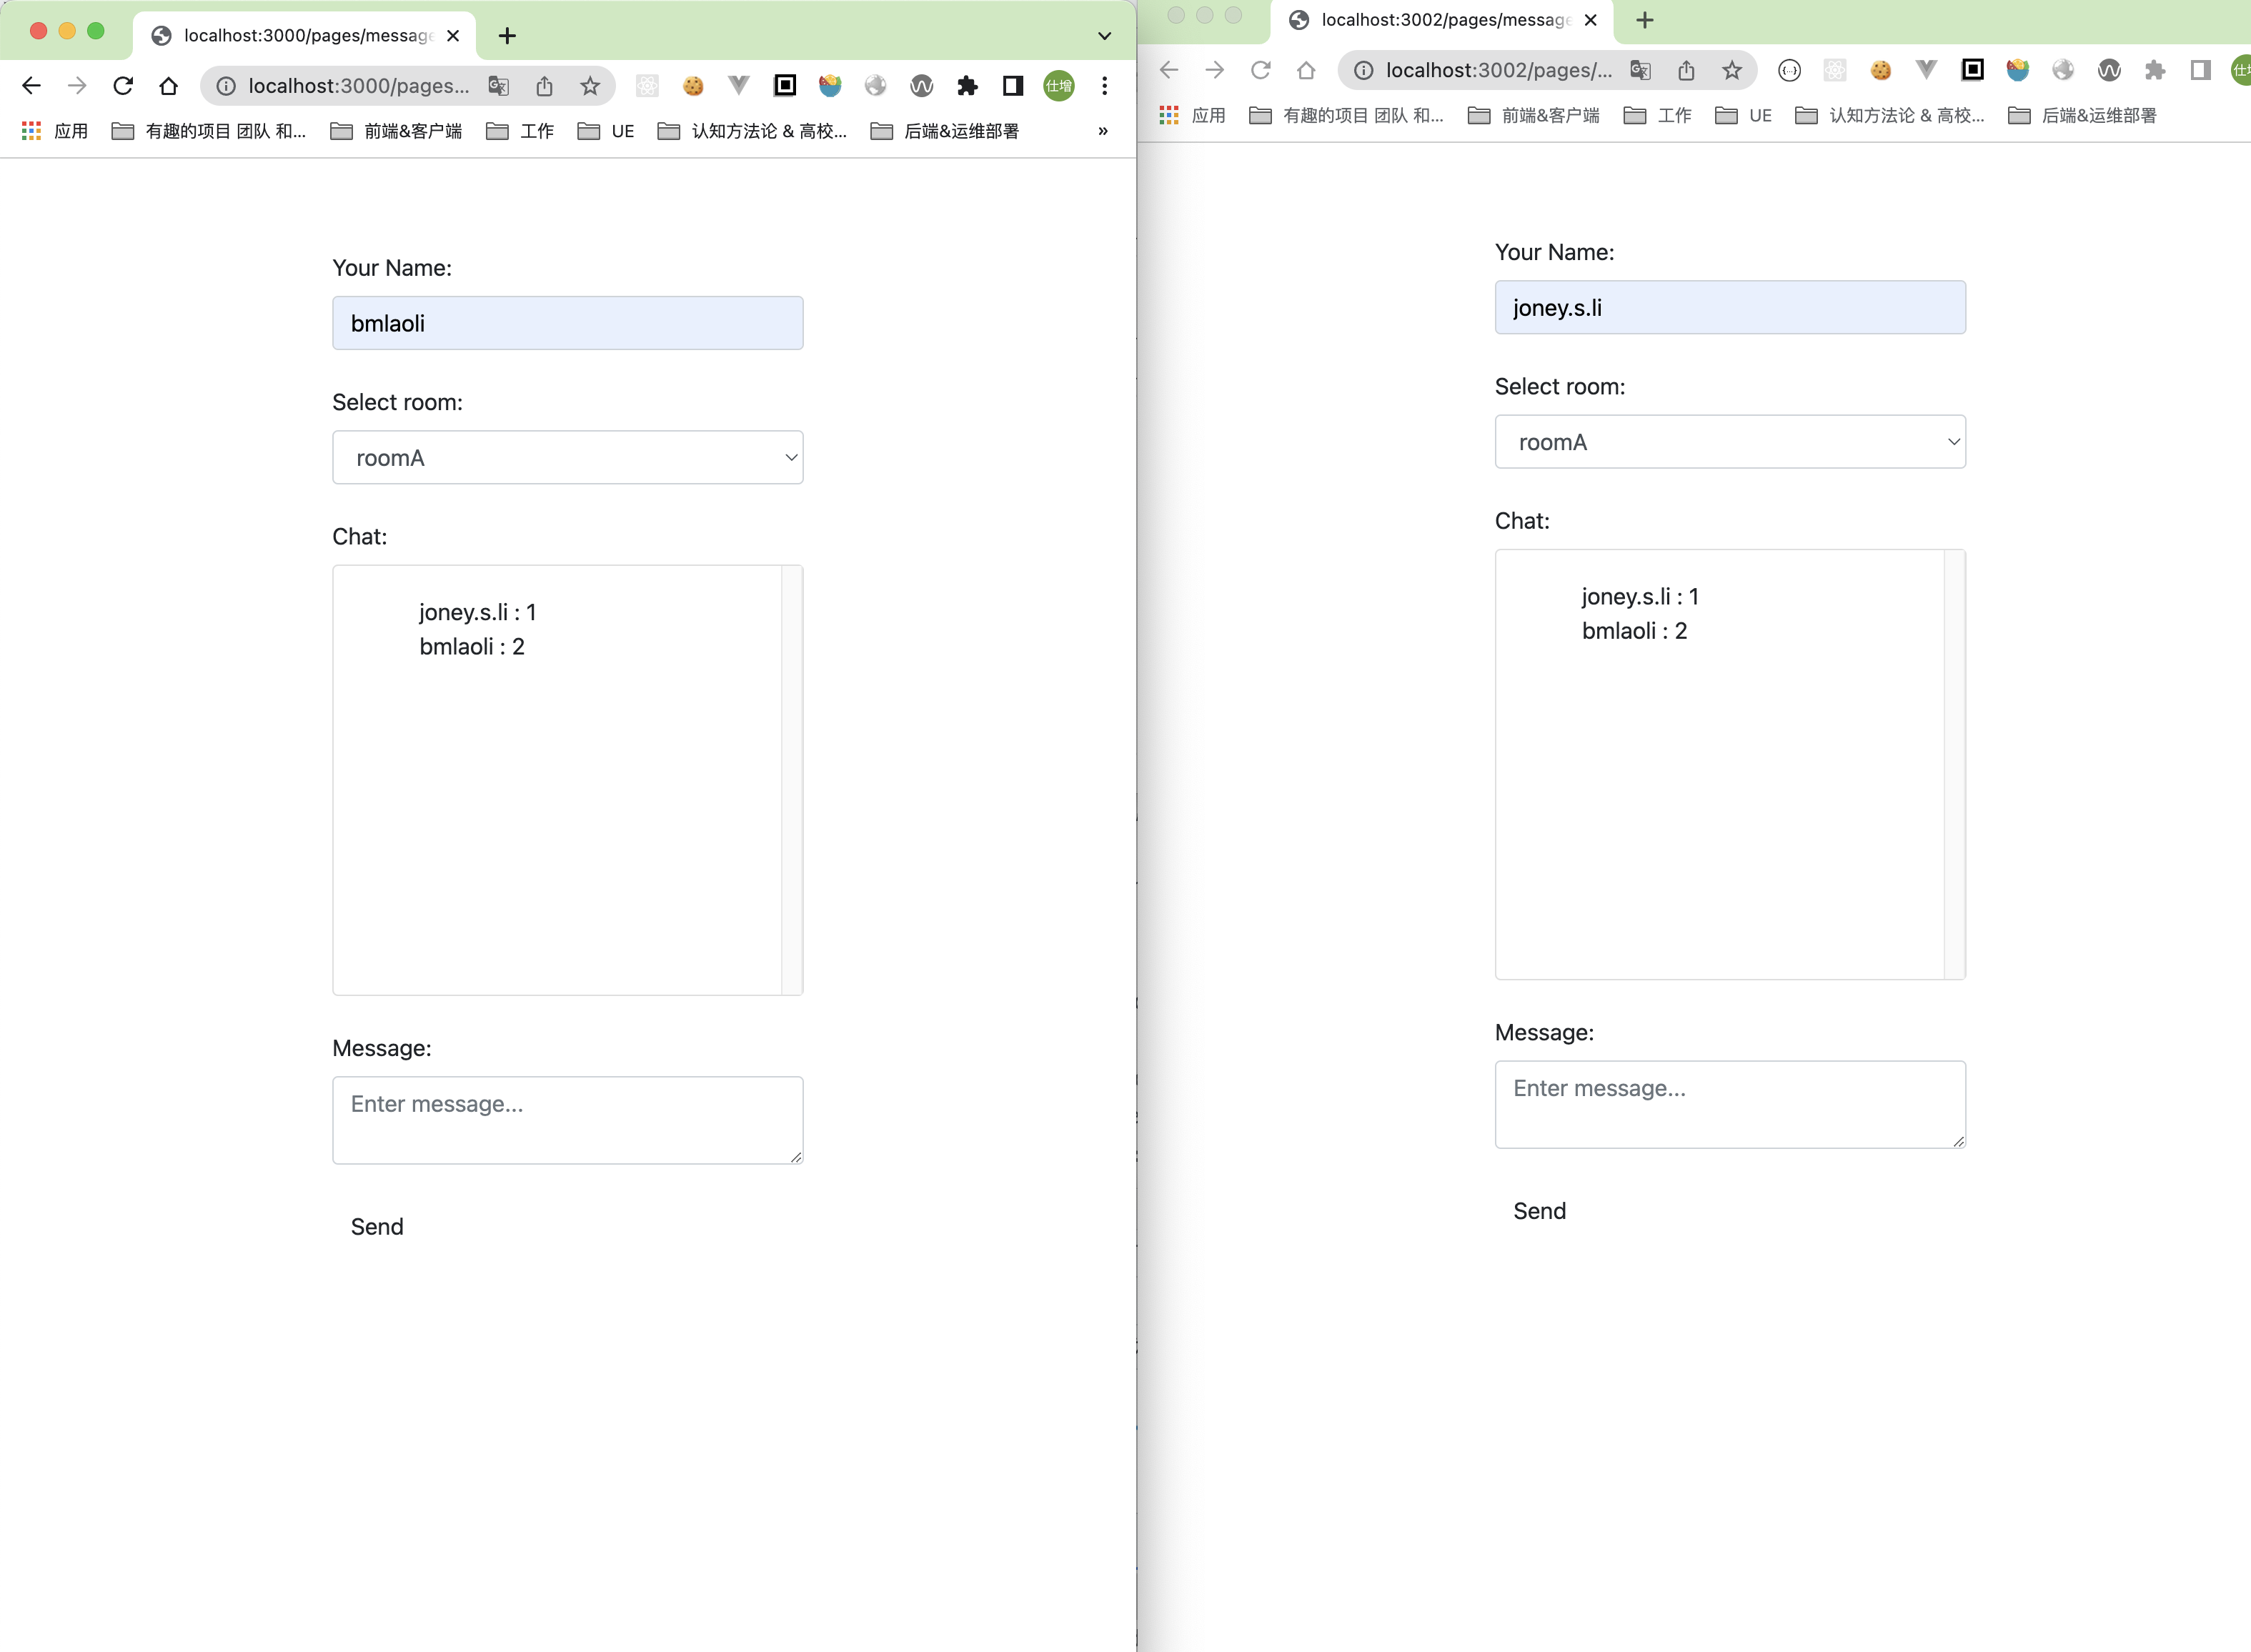 localhost:3000/pages/message
localhost:3000/pages...
应用 有趣的项目 团队 和... 前端&客户端 工作 UE 认知方法论 & 高校... 后端&运维部署 »
仕增
Your Name:
bmlaoli
Select room:
roomA
Chat:
joney.s.li : 1
bmlaoli : 2
Message:
Enter message...
Send
localhost:3002/pages/message
localhost:3002/pages/...
应用 有趣的项目 团队 和... 前端&客户端 工作 UE 认知方法论 & 高校... 后端&运维部署
Your Name:
joney.s.li
Select room:
roomA
Chat:
joney.s.li : 1
bmlaoli : 2
Message:
Enter message...
Send